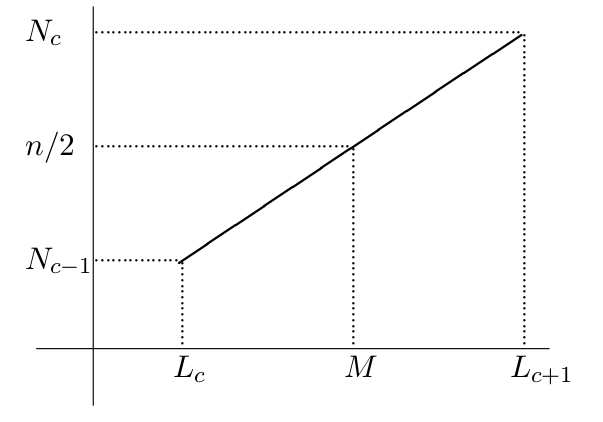 N_c
n/2
N_{c−1}
L_c M L_{c+1}